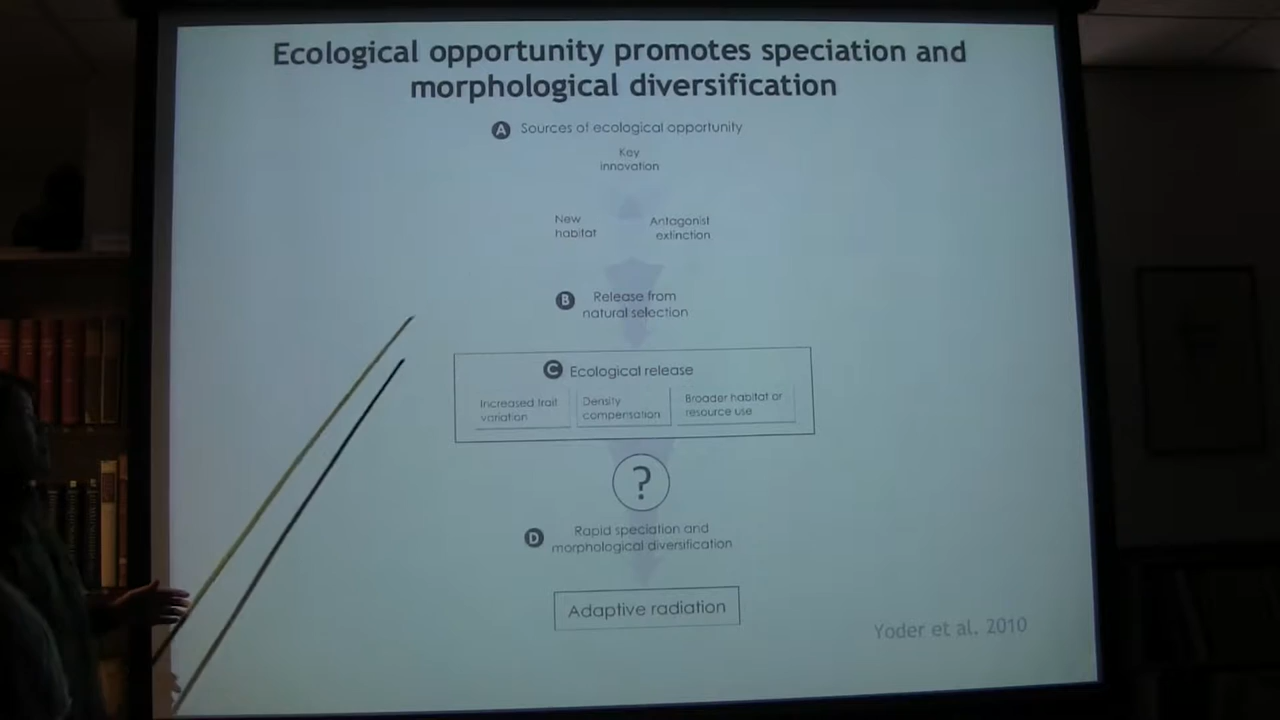 Ecological opportunity promotes speciation and
morphological diversification
A Sources of ecological opportunity
Key
innovation
New
habitat
Antagonist
extinction
B Release from
natural selection
C Ecological release
Increased trait
variation
Density
compensation
Broader habitat or
resource use
?
D Rapid speciation and
morphological diversification
Adaptive radiation
Yoder et al. 2010